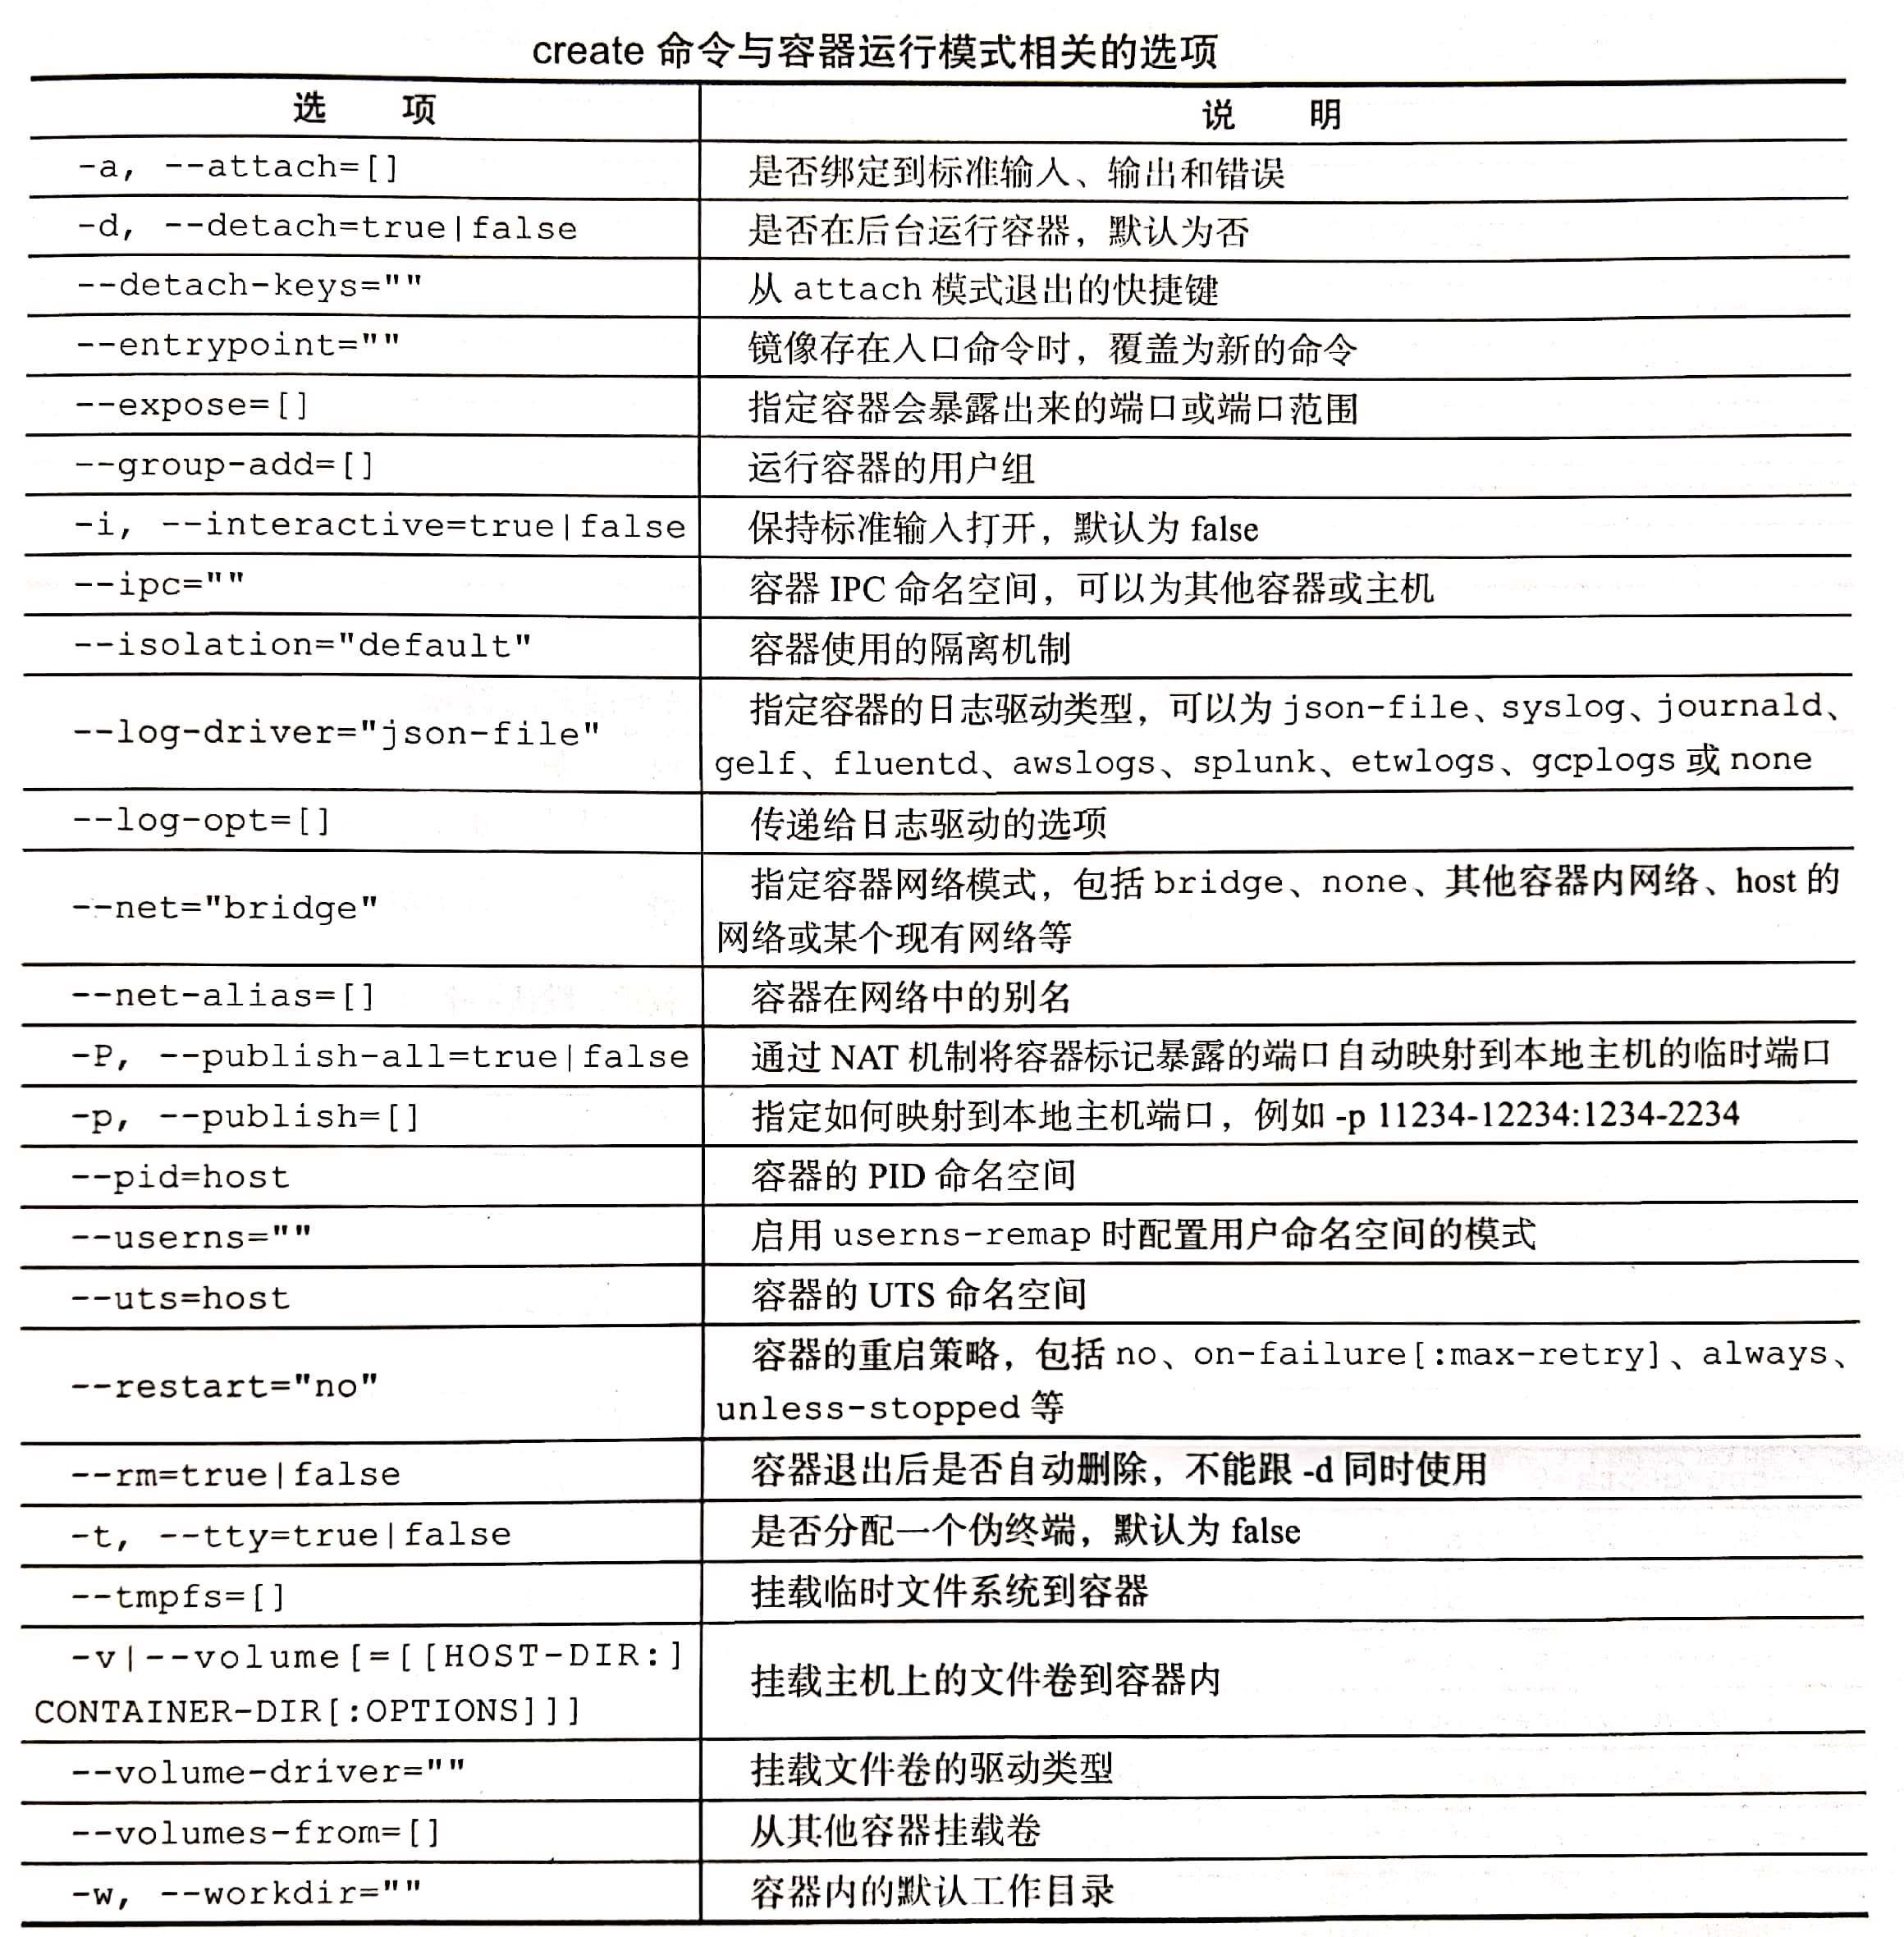 create 命令与容器运行模式相关的选项
选 项 说 明
-a, --attach=[] 是否绑定到标准输入、输出和错误
-d, --detach=true|false 是否在后台运行容器，默认为否
--detach-keys="" 从 attach 模式退出的快捷键
--entrypoint="" 镜像存在入口命令时，覆盖为新的命令
--expose=[] 指定容器会暴露出来的端口或端口范围
--group-add=[] 运行容器的用户组
-i, --interactive=true|false 保持标准输入打开，默认为 false
--ipc="" 容器 IPC 命名空间，可以为其他容器或主机
--isolation="default" 容器使用的隔离机制
--log-driver="json-file" 指定容器的日志驱动类型，可以为 json-file、syslog、journald、
gelf、fluentd、awslogs、splunk、etwlogs、gcplogs 或 none
--log-opt=[] 传递给日志驱动的选项
--net="bridge" 指定容器网络模式，包括 bridge、none、其他容器内网络、host 的
网络或某个现有网络等
--net-alias=[] 容器在网络中的别名
-P, --publish-all=true|false 通过 NAT 机制将容器标记暴露的端口自动映射到本地主机的临时端口
-p, --publish=[] 指定如何映射到本地主机端口，例如 -p 11234-12234:1234-2234
--pid=host 容器的 PID 命名空间
--userns="" 启用 userns-remap 时配置用户命名空间的模式
--uts=host 容器的 UTS 命名空间
--restart="no" 容器的重启策略，包括 no、on-failure[:max-retry]、always、
unless-stopped 等
--rm=true|false 容器退出后是否自动删除，不能跟 -d 同时使用
-t, --tty=true|false 是否分配一个伪终端，默认为 false
--tmpfs=[] 挂载临时文件系统到容器
-v|--volume[=[[HOST-DIR:]
CONTAINER-DIR[:OPTIONS]]] 挂载主机上的文件卷到容器内
--volume-driver="" 挂载文件卷的驱动类型
--volumes-from=[] 从其他容器挂载卷
-w, --workdir="" 容器内的默认工作目录